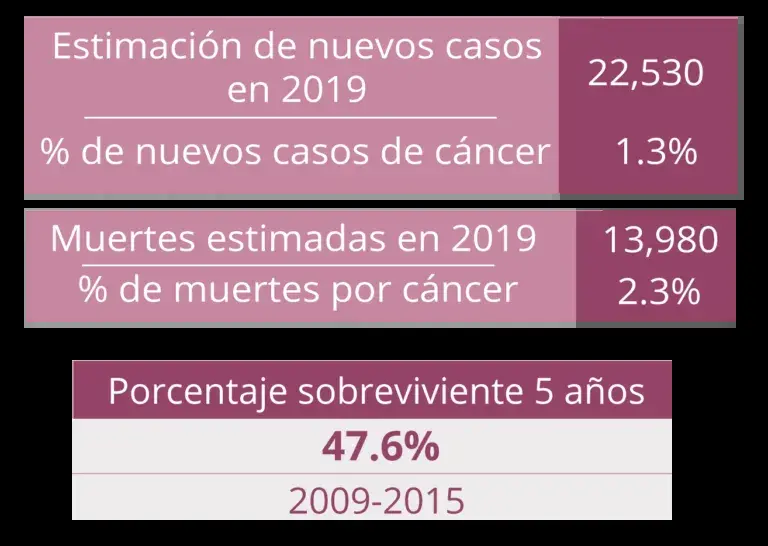 Estimación de nuevos casos
en 2019
22,530
% de nuevos casos de cáncer
1.3%
Muertes estimadas en 2019
13,980
% de muertes por cáncer
2.3%
Porcentaje sobreviviente 5 años
47.6%
2009-2015